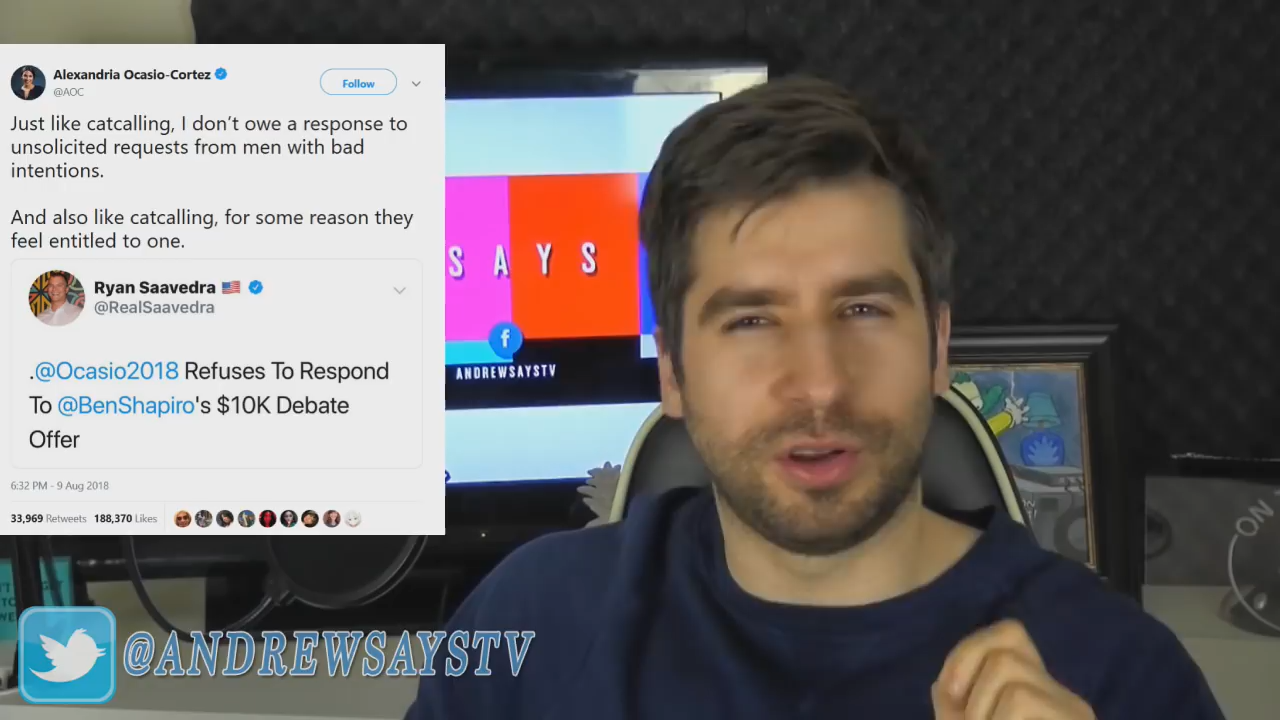 Alexandria Ocasio-Cortez
@AOC
Follow
Just like catcalling, I don't owe a response to
unsolicited requests from men with bad
intentions.
And also like catcalling, for some reason they
feel entitled to one.
Ryan Saavedra
@RealSaavedra
.@Ocasio2018 Refuses To Respond
To @BenShapiro's $10K Debate
Offer
6:32 PM - 9 Aug 2018
33,969 Retweets 188,370 Likes
SAYS
f
ANDREWSAYSTV
ON
@ANDREWSAYSTV